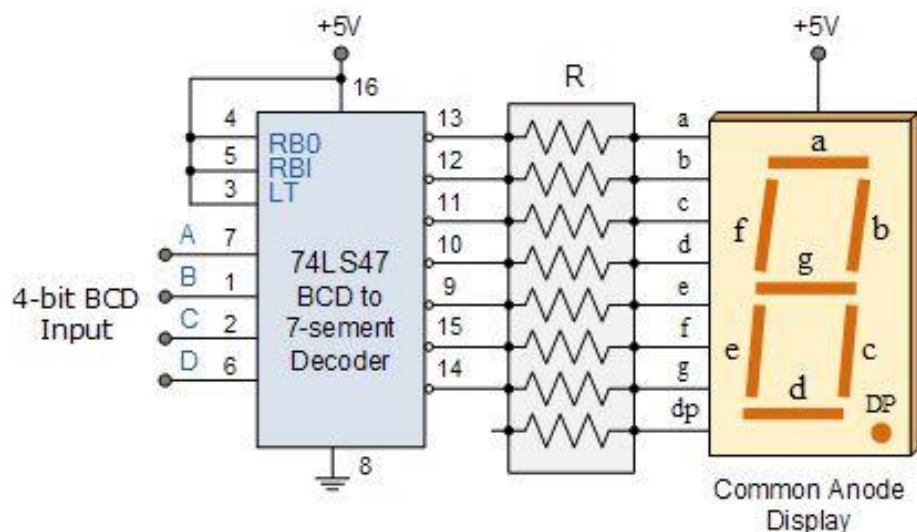 +5V
16
4
RB0
5
RBI
3
LT
4-bit BCD
Input
A
7
B
1
C
2
D
6
74LS47
BCD to
7-sement
Decoder
8
13
12
11
10
9
15
14
R
a
b
c
d
e
f
g
dp
+5V
a
f
b
g
e
c
d
DP
Common Anode
Display